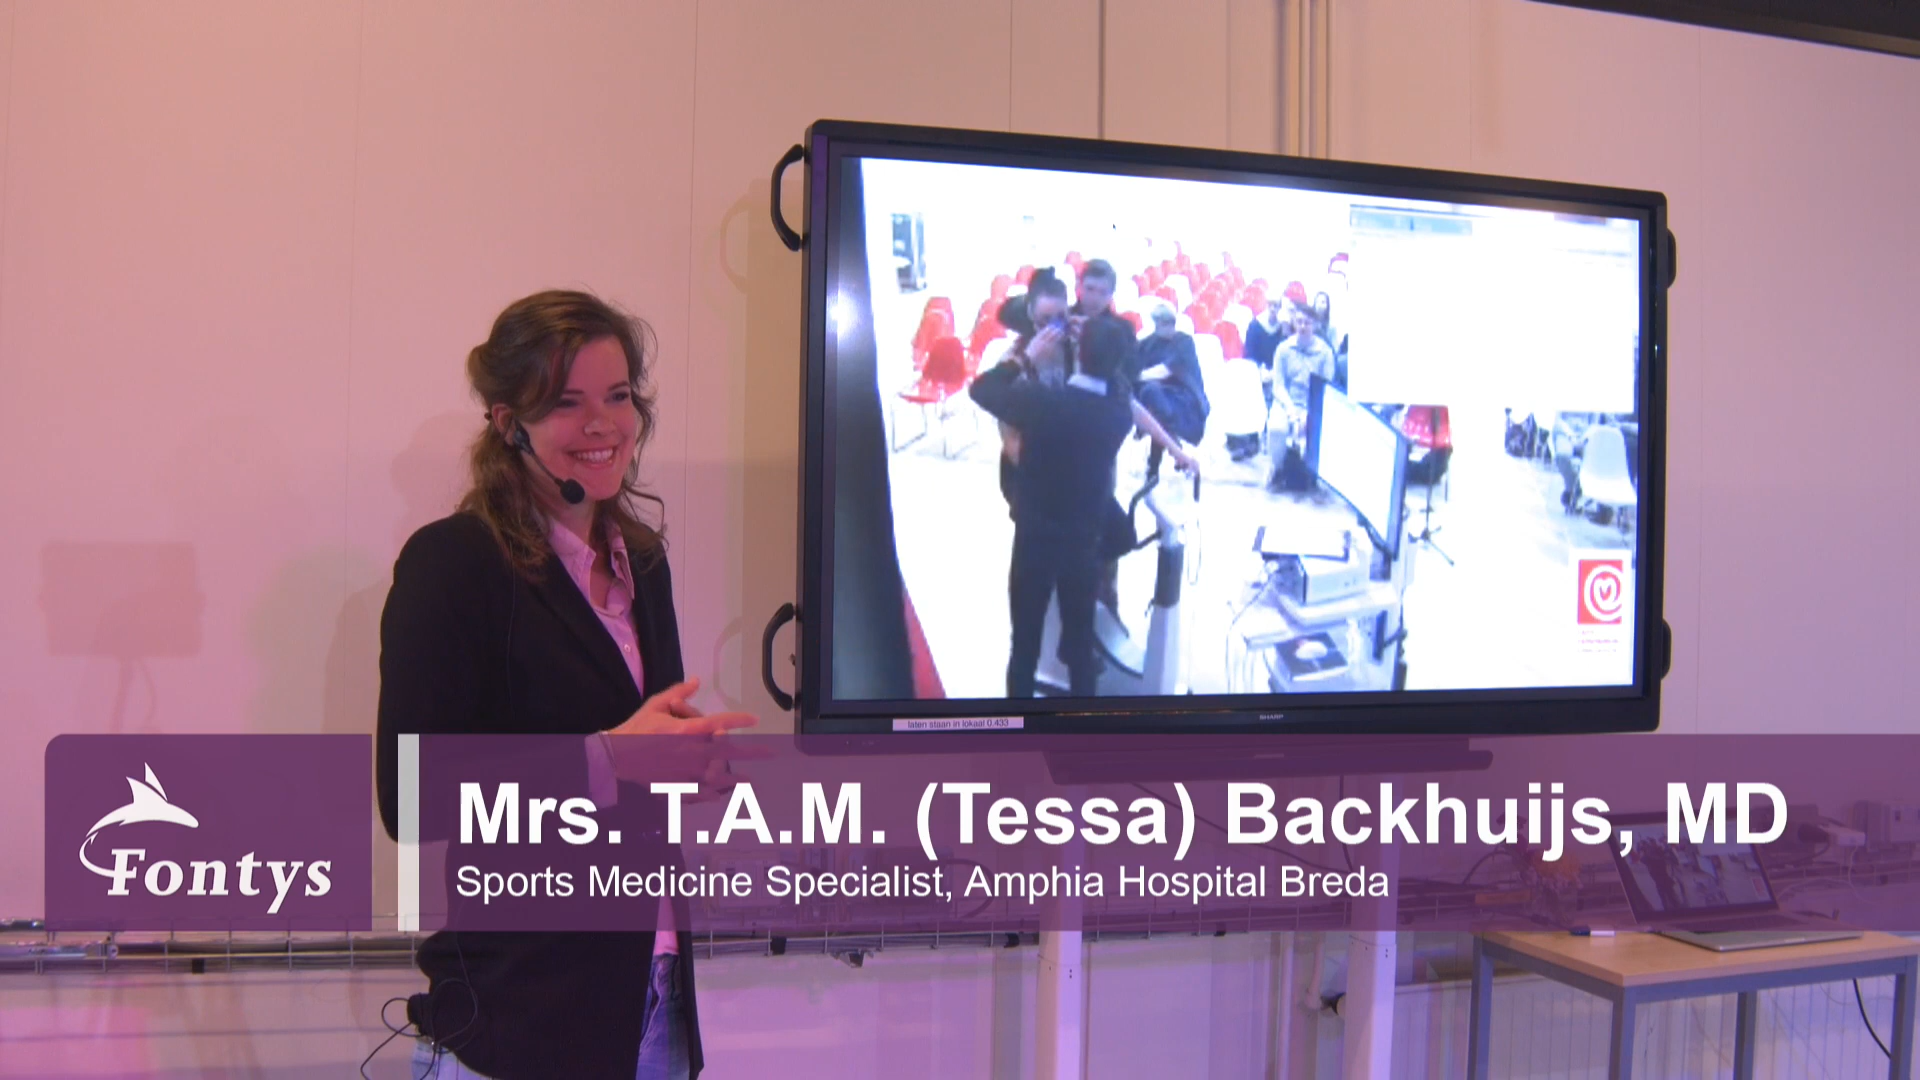 laten staan in lokaal 0.433
SHARP
Fontys
Mrs. T.A.M. (Tessa) Backhuijs, MD
Sports Medicine Specialist, Amphia Hospital Breda